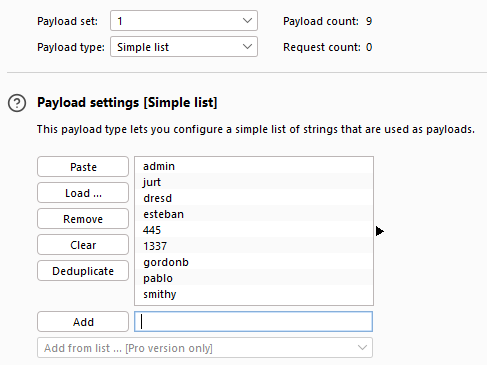 Payload set: 1 Payload count: 9
Payload type: Simple list Request count: 0
? Payload settings [Simple list]
This payload type lets you configure a simple list of strings that are used as payloads.
Paste admin
Load ... jurt
dresd
Remove esteban
445
Clear 1337
Deduplicate gordonb
pablo
smithy
Add
Add from list ... [Pro version only]